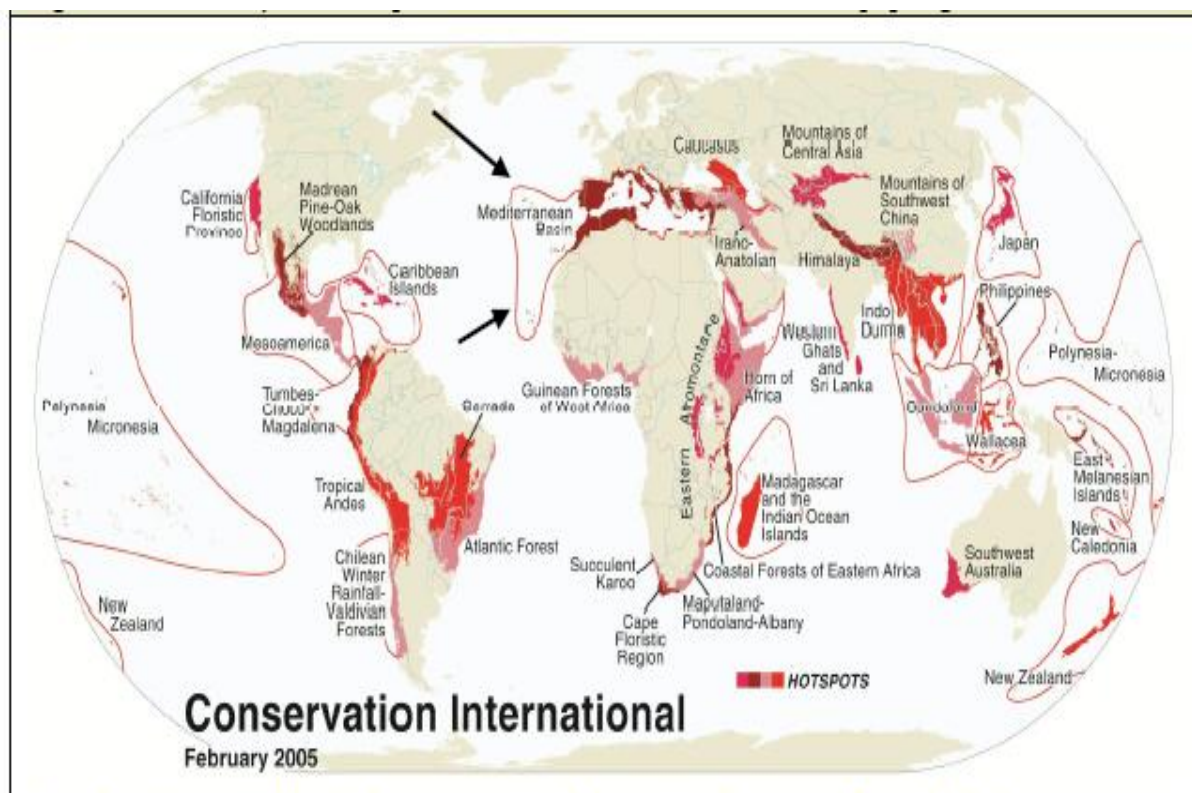 California
Floristic
Province
Madrean
Pine-Oak
Woodlands
Caribbean
Islands
Mesoamerica
Polynesia
Micronesia
Tumbes-
Magdalena
Tropical
Andes
Chilean
Winter
Rainfall-
Valdivian
Forests
Atlantic Forest
New
Zealand
Mediterranean
Basin
Caucasus
Irano-
Anatolian
Mountains of
Central Asia
Mountains of
Southwest
China
Himalaya
Japan
Philippines
Indo
Western
Ghats
and
Sri Lanka
Polynesia-
Micronesia
Guinean Forests
of West Africa
Eastern Afromontane
Horn of
Africa
Wallacea
East
Melanesian
Islands
New
Caledonia
Madagascar
and the
Indian Ocean
Islands
Coastal Forests of Eastern Africa
Succulent
Karoo
Cape
Floristic
Region
Maputaland-
Pondoland-Albany
Southwest
Australia
New Zealand
HOTSPOTS
Conservation International
February 2005